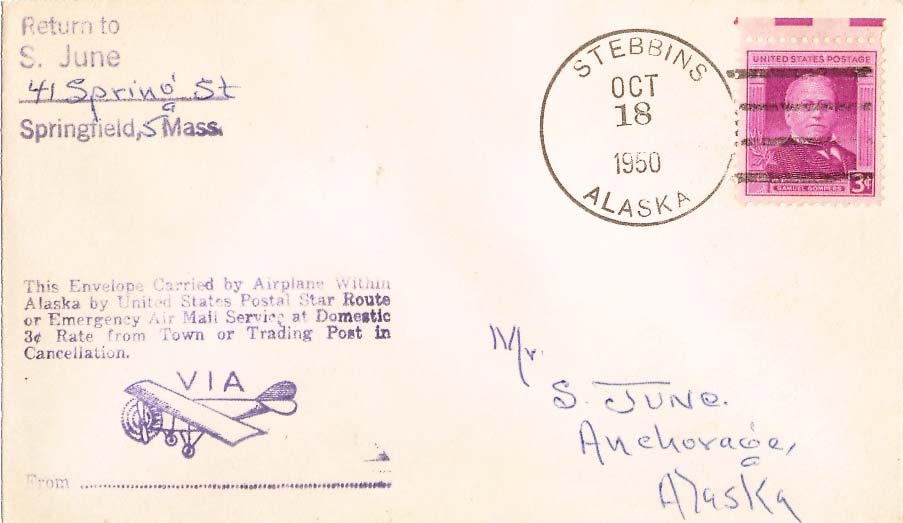 Return to
S. June
41 Spring St
Springfield, 5 Mass.
STEBBINS
OCT
18
1950
ALASKA
UNITED STATES POSTAGE
SAMUEL GOMPERS
3¢
This Envelope Carried by Airplane Within
Alaska by United States Postal Star Route
or Emergency Air Mail Service at Domestic
3¢ Rate from Town or Trading Post in
Cancellation.
VIA
From
Mr.
S. JUNE.
Anchorage,
Alaska